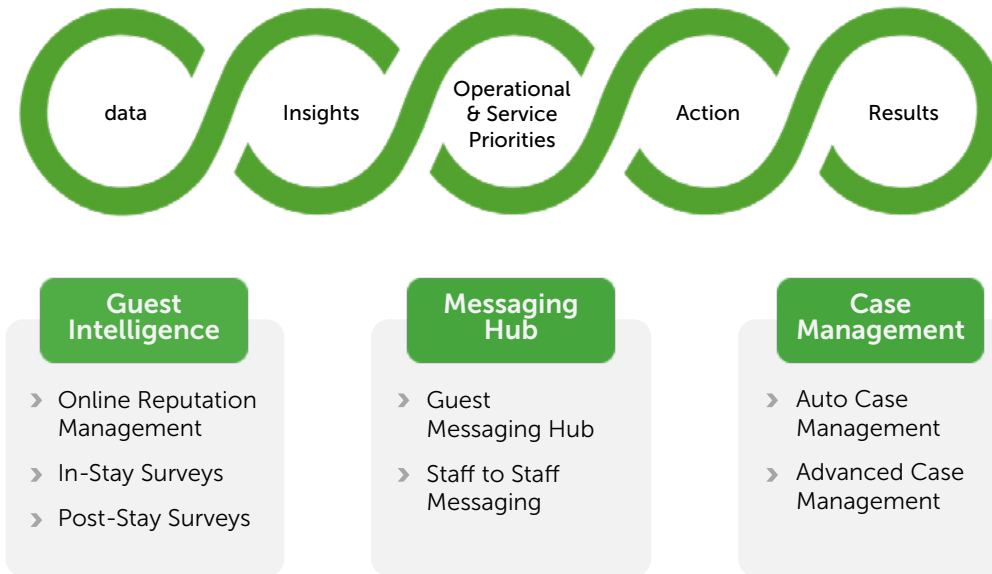 data
Insights
Operational
& Service
Priorities
Action
Results
Guest
Intelligence
Online Reputation
Management
In-Stay Surveys
Post-Stay Surveys
Messaging
Hub
Guest
Messaging Hub
Staff to Staff
Messaging
Case
Management
Auto Case
Management
Advanced Case
Management